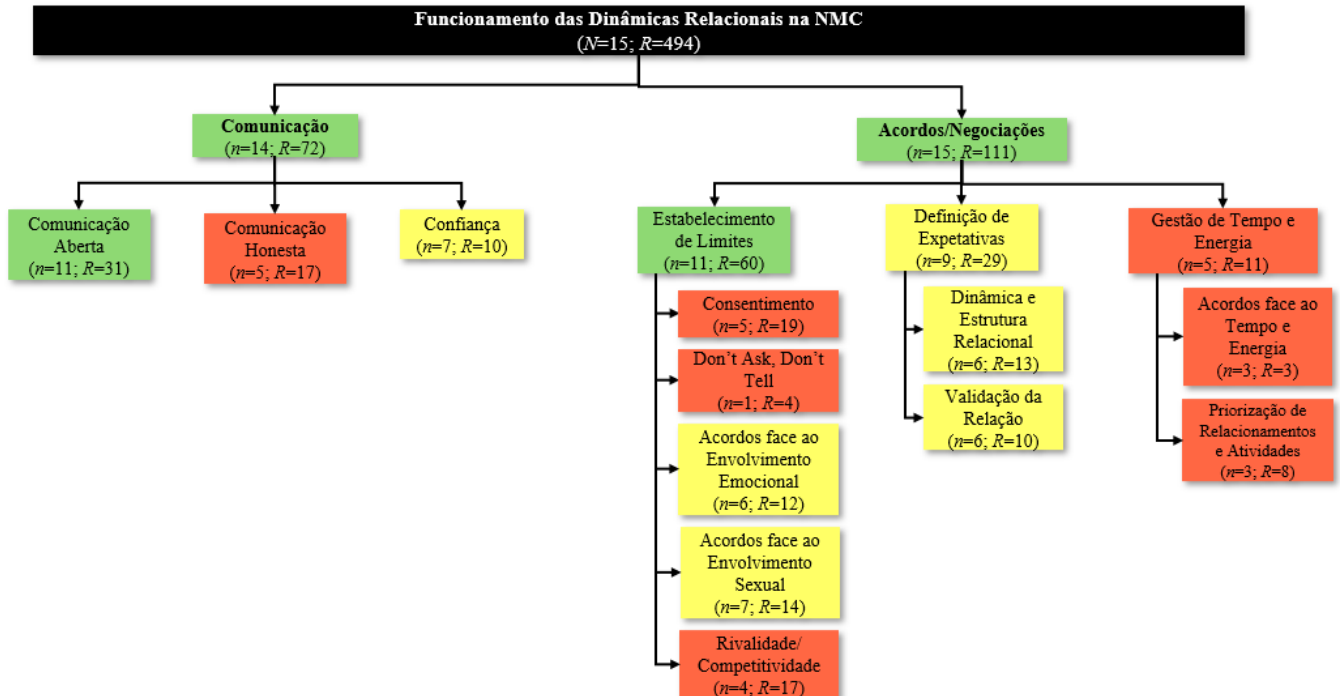 Funcionamento das Dinâmicas Relacionais na NMC
(N=15; R=494)
Comunicação
(n=14; R=72)
Acordos/Negociações
(n=15; R=111)
Comunicação
Aberta
(n=11; R=31)
Comunicação
Honesta
(n=5; R=17)
Confiança
(n=7; R=10)
Estabelecimento
de Limites
(n=11; R=60)
Definição de
Expetativas
(n=9; R=29)
Gestão de Tempo e
Energia
(n=5; R=11)
Consentimento
(n=5; R=19)
Don't Ask, Don't
Tell
(n=1; R=4)
Acordos face ao
Envolvimento
Emocional
(n=6; R=12)
Acordos face ao
Envolvimento
Sexual
(n=7; R=14)
Rivalidade/
Competitividade
(n=4; R=17)
Dinâmica e
Estrutura
Relacional
(n=6; R=13)
Validação da
Relação
(n=6; R=10)
Acordos face ao
Tempo e
Energia
(n=3; R=3)
Priorização de
Relacionamentos
e Atividades
(n=3; R=8)